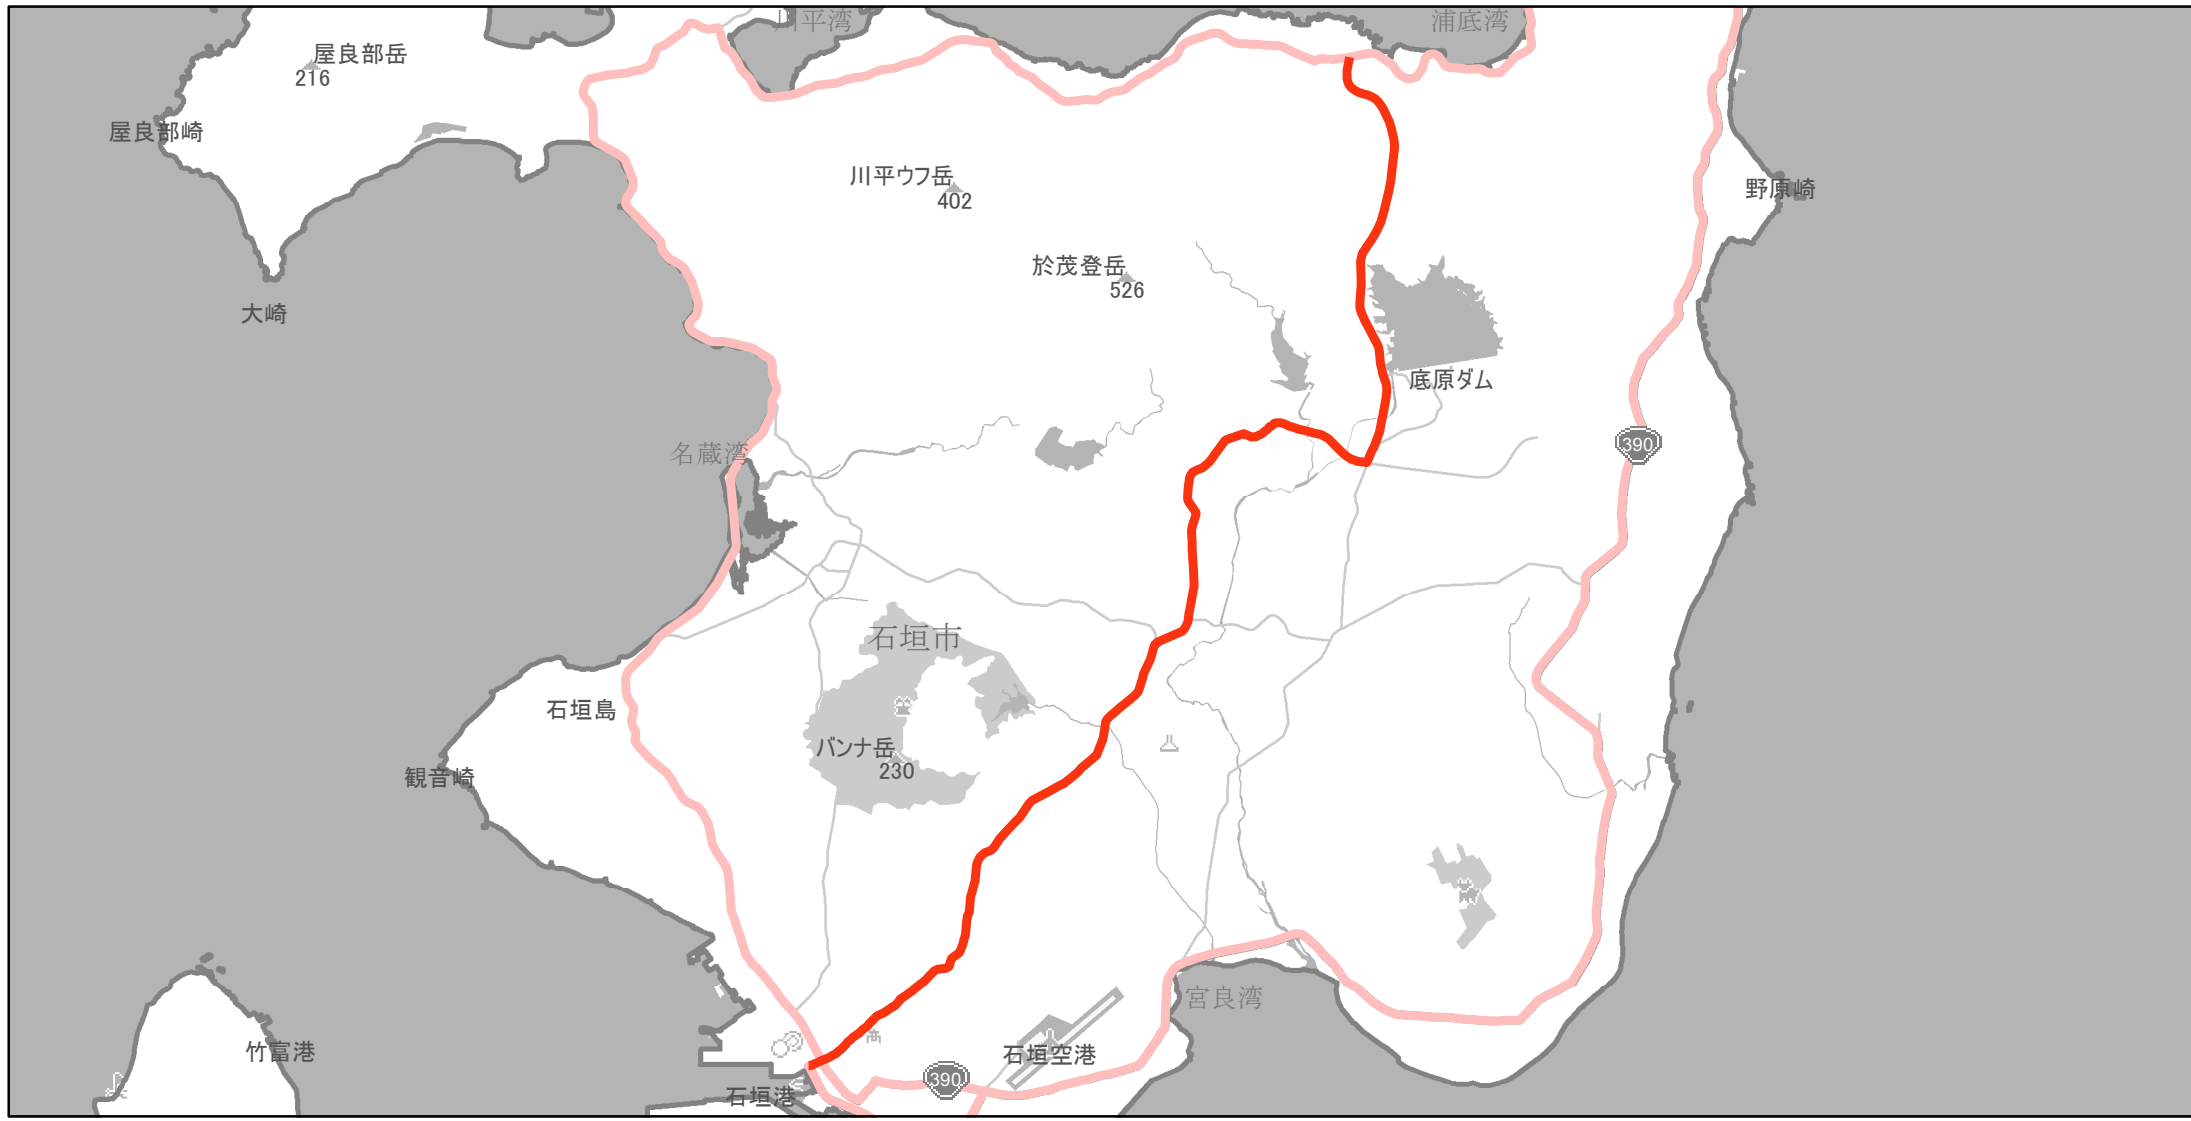 川平湾
浦底湾
屋良部岳
216
屋良部崎
川平ウフ岳
402
野原崎
於茂登岳
526
大崎
底原ダム
390
名蔵湾
石垣市
石垣島
バンナ岳
230
観音崎
宮良湾
竹富港
石垣空港
390
石垣港